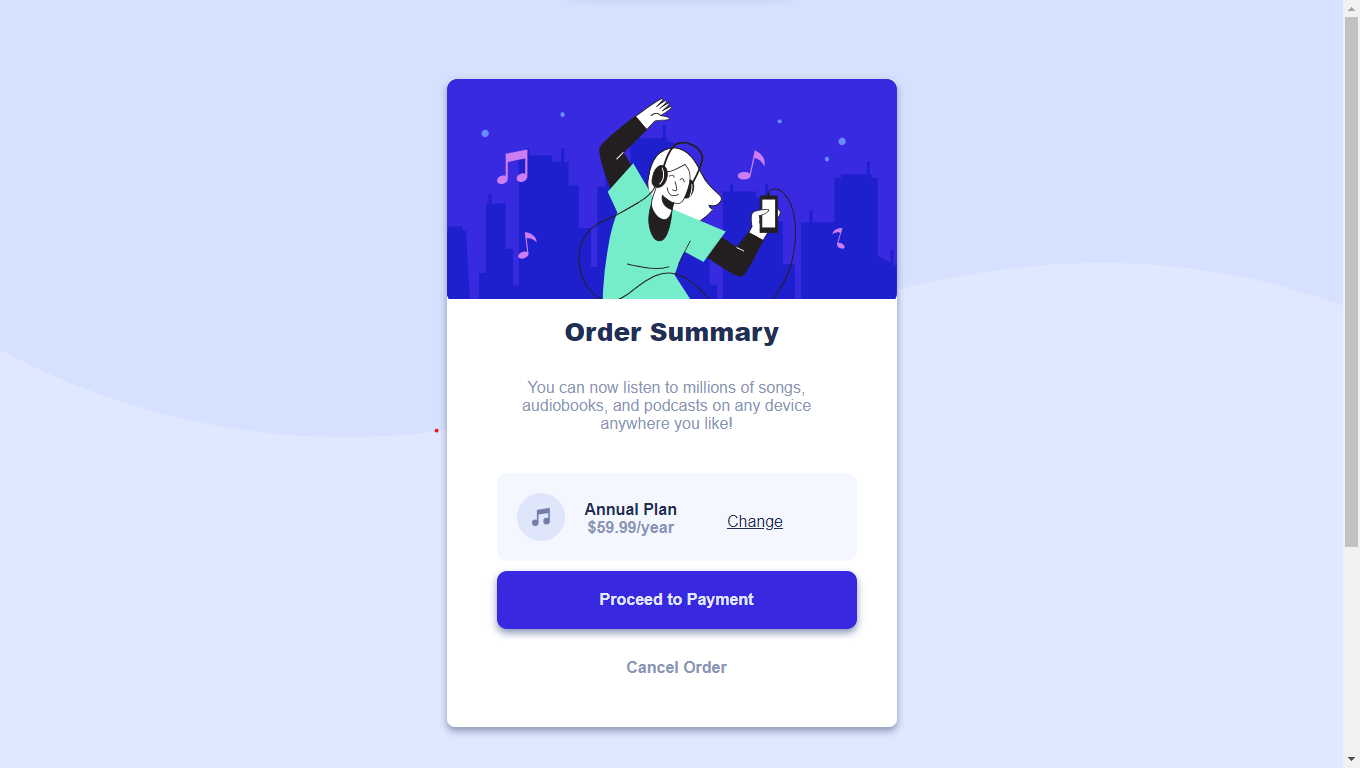 Order Summary
You can now listen to millions of songs,
audiobooks, and podcasts on any device
anywhere you like!
Annual Plan
$59.99/year
Change
Proceed to Payment
Cancel Order